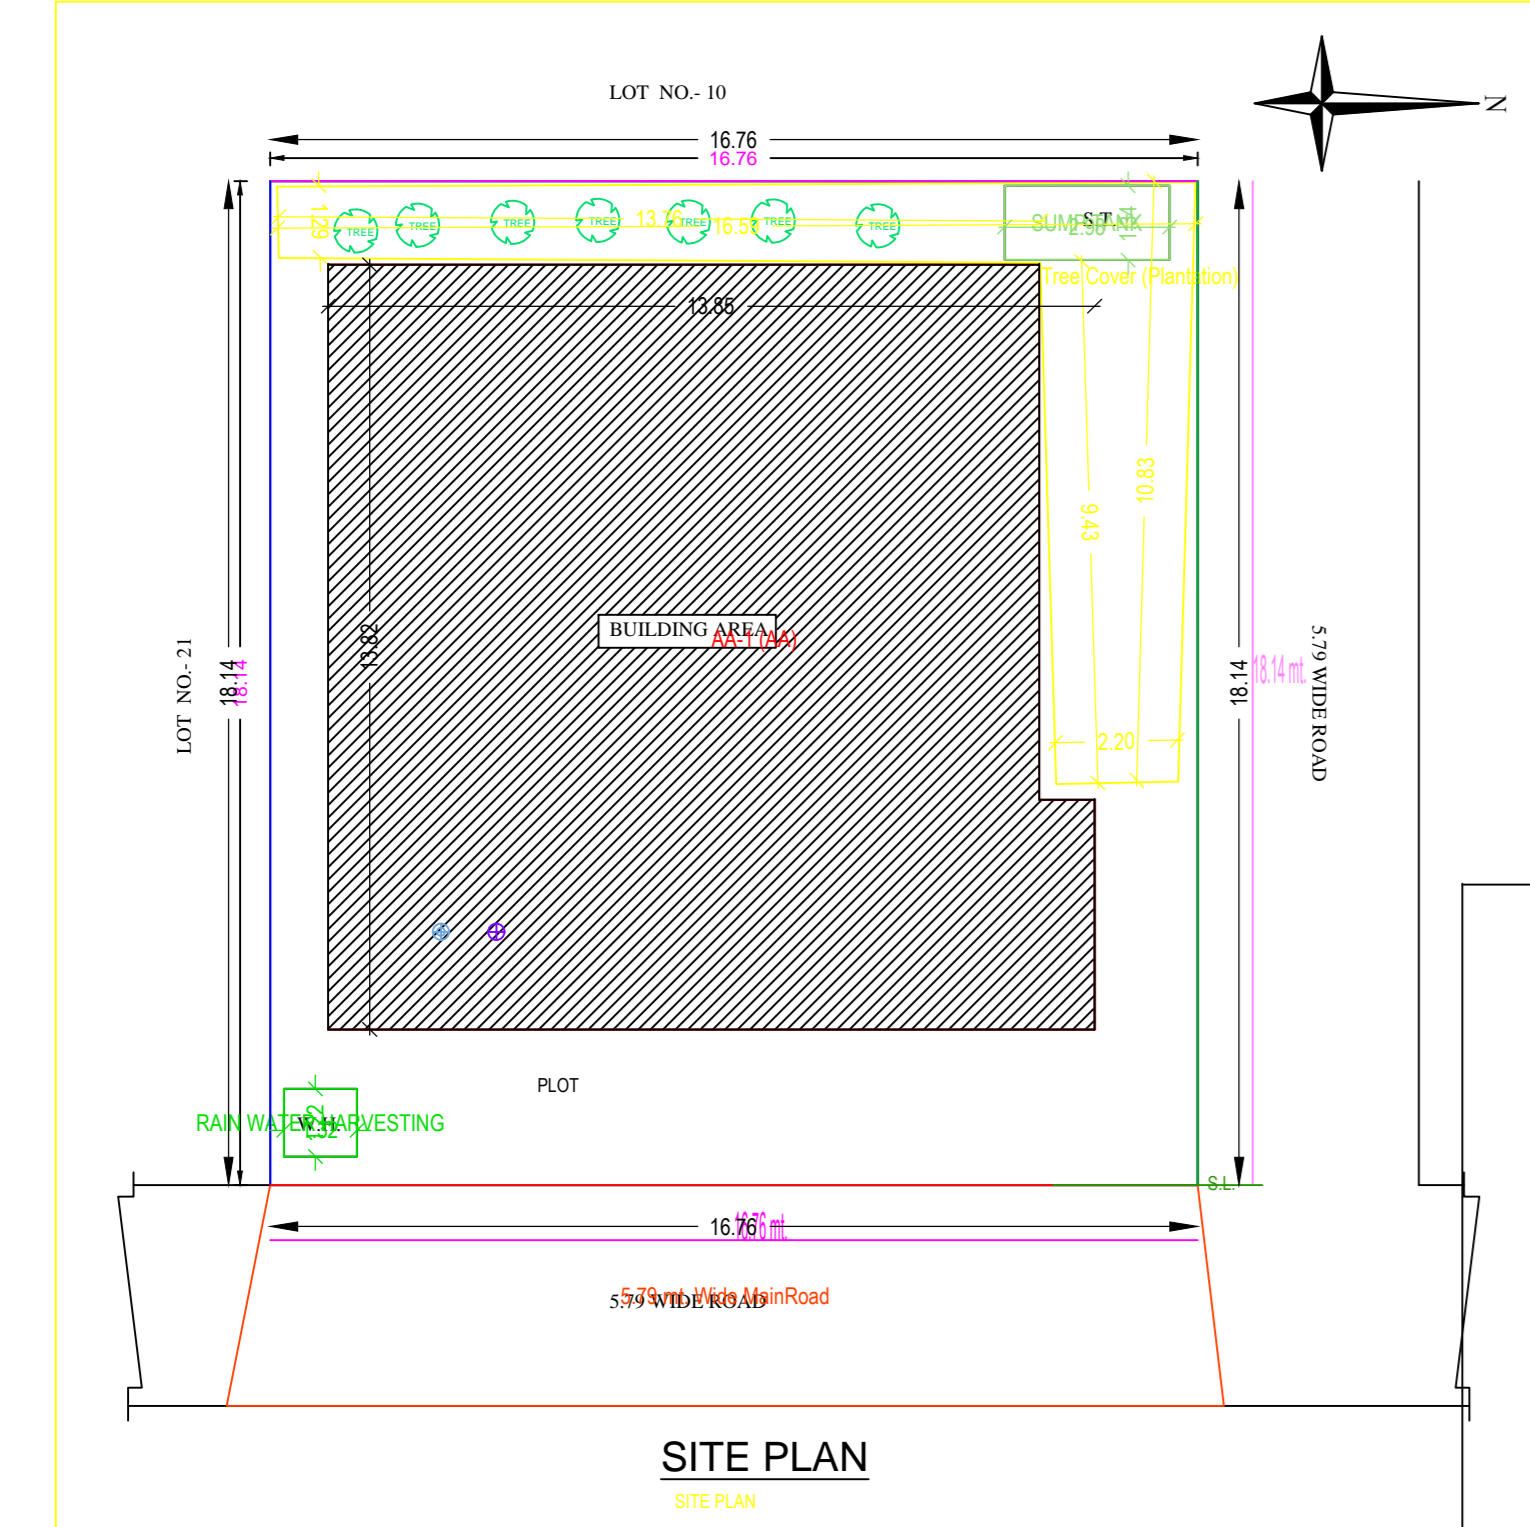 LOT NO.- 10
N
16.76
16.76
TREE
TREE
TREE
TREE
TREE
TREE
TREE
1.29
13.76
16.53
S.T.
SUMP TANK
2.98
Tree Cover (Plantation)
13.85
10.83
9.43
2.20
13.82
BUILDING AREA
AA-1 (AA)
LOT NO.- 21
18.14
18.14
18.14
18.14 mt.
5.79 WIDE ROAD
PLOT
RAIN WATER HARVESTING
W.H.
1.22
S.L.
16.76
16.76 mt.
5.79 WIDE ROAD
5.79 mt. Wide MainRoad
SITE PLAN
SITE PLAN